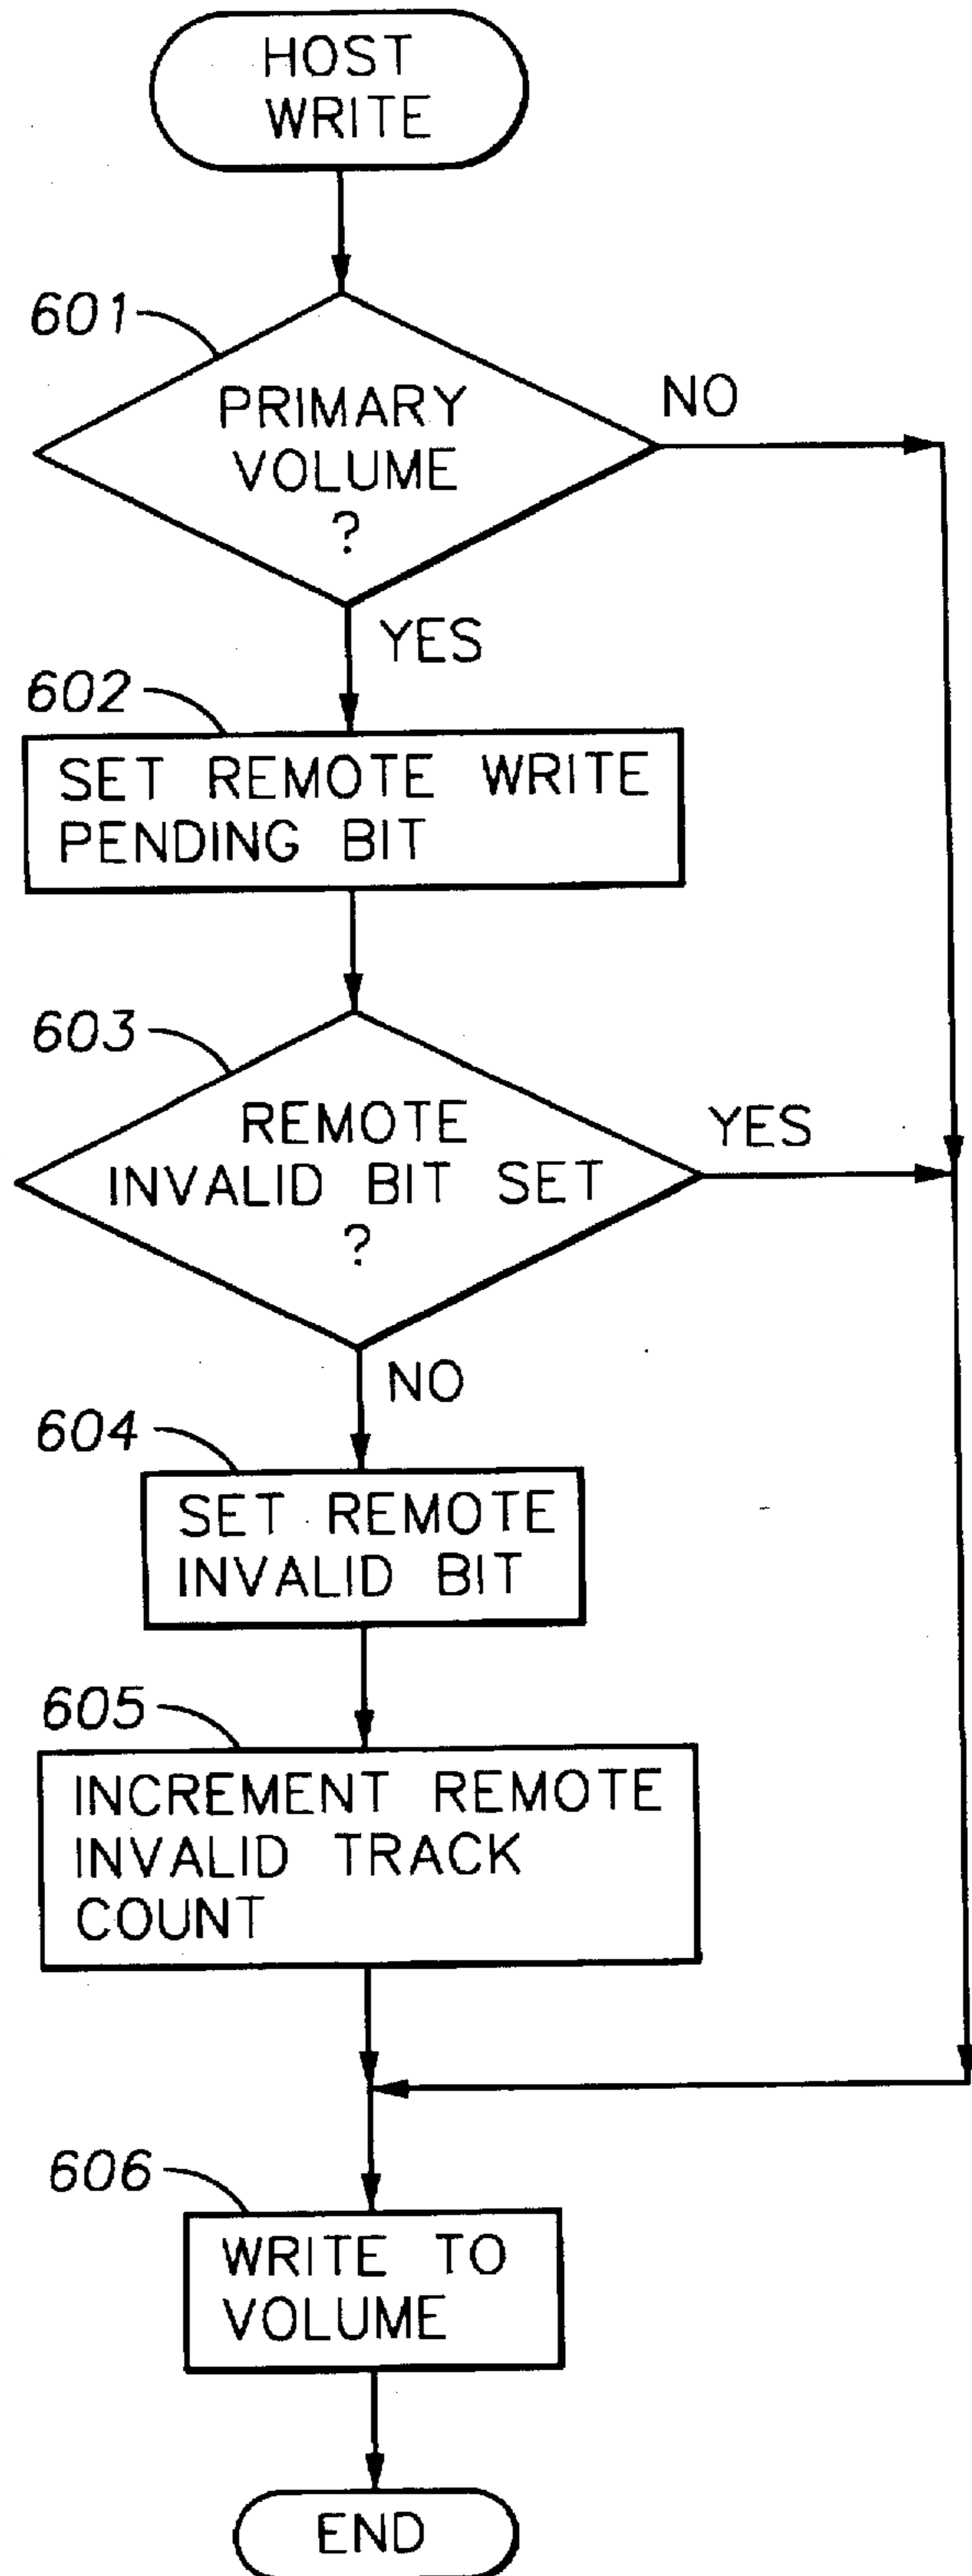 HOST
WRITE
601
PRIMARY
VOLUME
?
NO
YES
602
SET REMOTE WRITE
PENDING BIT
603
REMOTE
INVALID BIT SET
?
YES
NO
604
SET REMOTE
INVALID BIT
605
INCREMENT REMOTE
INVALID TRACK
COUNT
606
WRITE TO
VOLUME
END